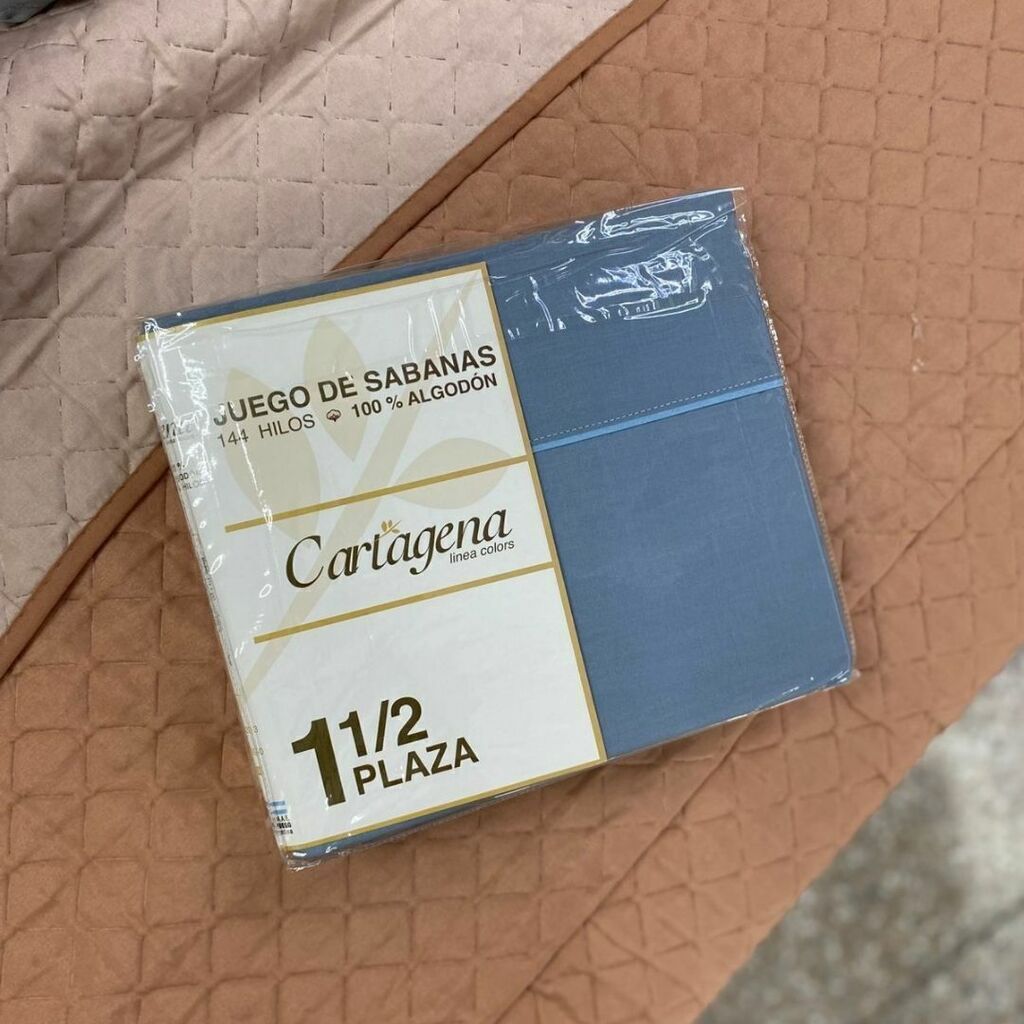 JUEGO DE SABANAS
144 HILOS 100 % ALGODÓN
Cartagena
linea colors
1 1/2
PLAZA